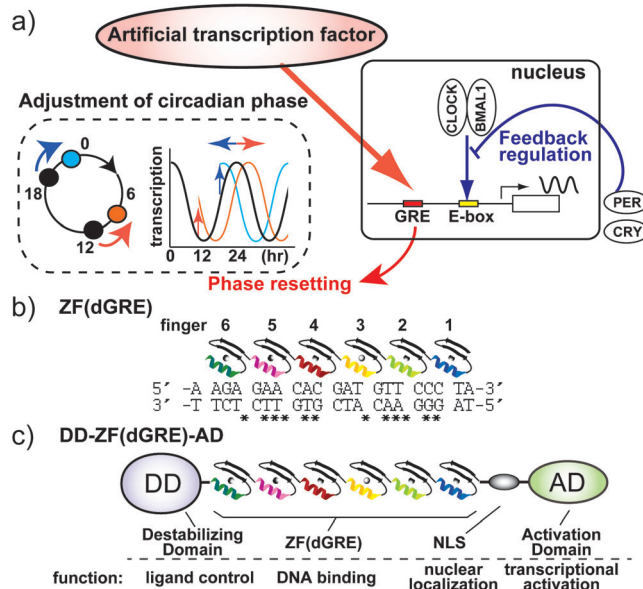 a)
Artificial transcription factor
nucleus
CLOCK
BMAL1
Feedback
regulation
PER
CRY
GRE
E-box
Adjustment of circadian phase
0
6
12
18
transcription
0 12 24 (hr)
Phase resetting
b) ZF(dGRE)
finger 6 5 4 3 2 1
5´ -A AGA GAA CAC GAT GTT CCC TA-3´
3´ -T TCT CTT GTG CTA CAA GGG AT-5´
* *** ** * *** **
c) DD-ZF(dGRE)-AD
DD
AD
Destabilizing
Domain
ZF(dGRE)
NLS
Activation
Domain
function: ligand control DNA binding nuclear localization transcriptional activation